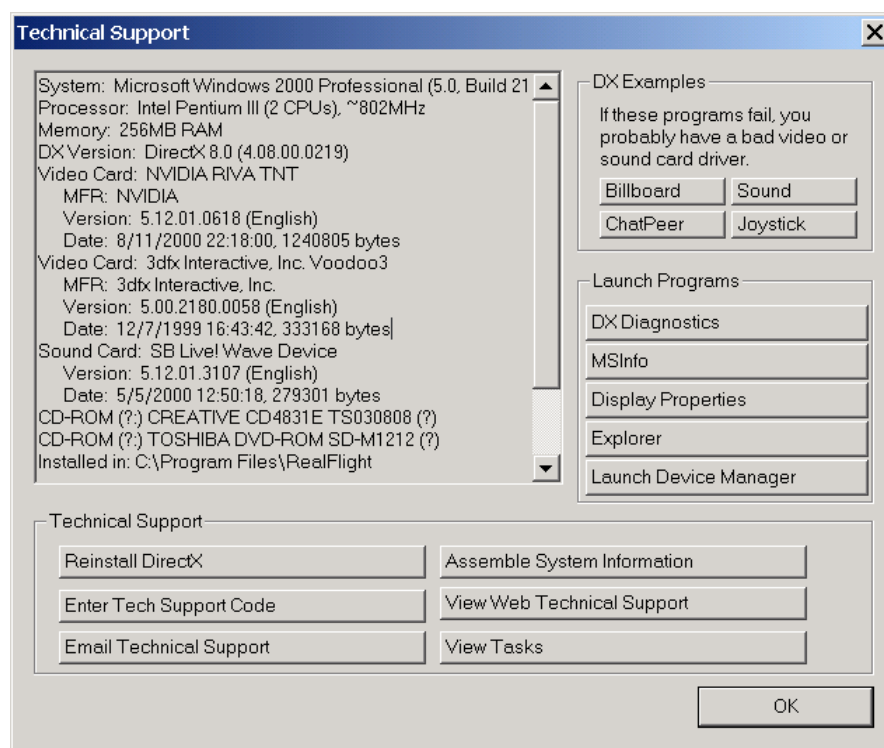 Technical Support
System: Microsoft Windows 2000 Professional (5.0, Build 21
Processor: Intel Pentium III (2 CPUs), ~802MHz
Memory: 256MB RAM
DX Version: DirectX 8.0 (4.08.00.0219)
Video Card: NVIDIA RIVA TNT
MFR: NVIDIA
Version: 5.12.01.0618 (English)
Date: 8/11/2000 22:18:00, 1240805 bytes
Video Card: 3dfx Interactive, Inc. Voodoo3
MFR: 3dfx Interactive, Inc.
Version: 5.00.2180.0058 (English)
Date: 12/7/1999 16:43:42, 333168 bytes
Sound Card: SB Live! Wave Device
Version: 5.12.01.3107 (English)
Date: 5/5/2000 12:50:18, 279301 bytes
CD-ROM (?:) CREATIVE CD4831E TS030808 (?)
CD-ROM (?:) TOSHIBA DVD-ROM SD-M1212 (?)
Installed in: C:\Program Files\RealFlight
DX Examples
If these programs fail, you
probably have a bad video or
sound card driver.
Billboard
Sound
ChatPeer
Joystick
Launch Programs
DX Diagnostics
MSInfo
Display Properties
Explorer
Launch Device Manager
Technical Support
Reinstall DirectX
Assemble System Information
Enter Tech Support Code
View Web Technical Support
Email Technical Support
View Tasks
OK